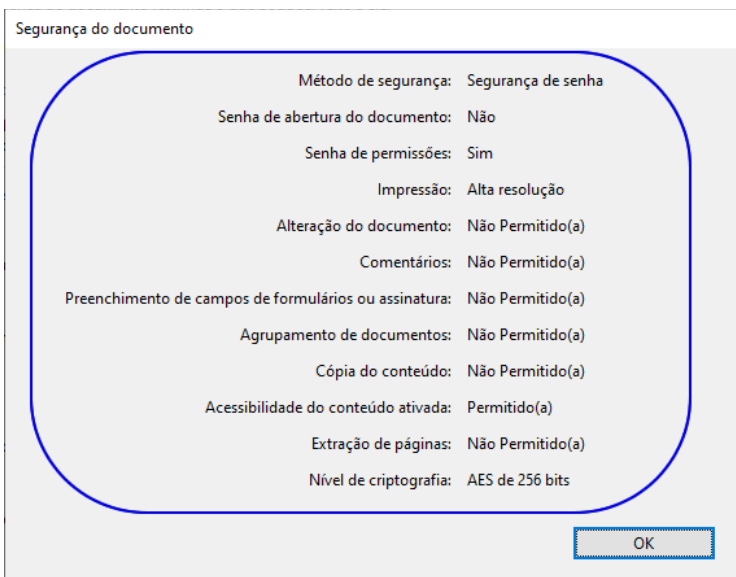 Segurança do documento
Método de segurança: Segurança de senha
Senha de abertura do documento: Não
Senha de permissões: Sim
Impressão: Alta resolução
Alteração do documento: Não Permitido(a)
Comentários: Não Permitido(a)
Preenchimento de campos de formulários ou assinatura: Não Permitido(a)
Agrupamento de documentos: Não Permitido(a)
Cópia do conteúdo: Não Permitido(a)
Acessibilidade do conteúdo ativada: Permitido(a)
Extração de páginas: Não Permitido(a)
Nível de criptografia: AES de 256 bits
OK